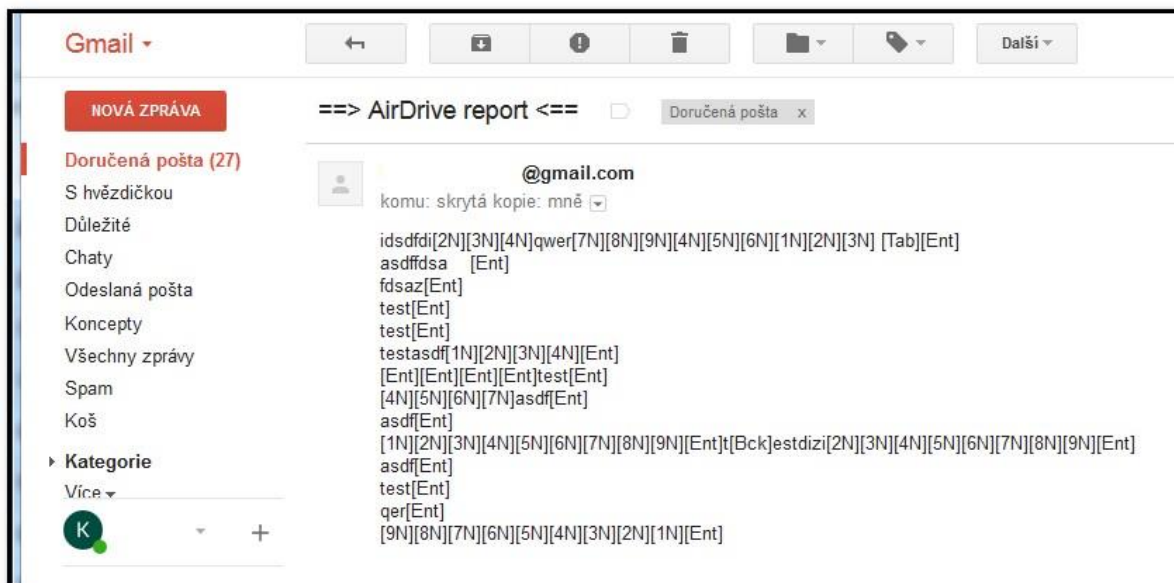 Gmail
Další
NOVÁ ZPRÁVA
==> AirDrive report <==
Doručená pošta x
Doručená pošta (27)
S hvězdičkou
Důležité
Chaty
Odeslaná pošta
Koncepty
Všechny zprávy
Spam
Koš
Kategorie
Více
K
@gmail.com
komu: skrytá kopie: mně
idsdfdi[2N][3N][4N]qwer[7N][8N][9N][4N][5N][6N][1N][2N][3N] [Tab][Ent]
asdffdsa [Ent]
fdsaz[Ent]
test[Ent]
test[Ent]
testasdf[1N][2N][3N][4N][Ent]
[Ent][Ent][Ent][Ent]test[Ent]
[4N][5N][6N][7N]asdf[Ent]
asdf[Ent]
[1N][2N][3N][4N][5N][6N][7N][8N][9N][Ent]t[Bck]estdizi[2N][3N][4N][5N][6N][7N][8N][9N][Ent]
asdf[Ent]
test[Ent]
qer[Ent]
[9N][8N][7N][6N][5N][4N][3N][2N][1N][Ent]